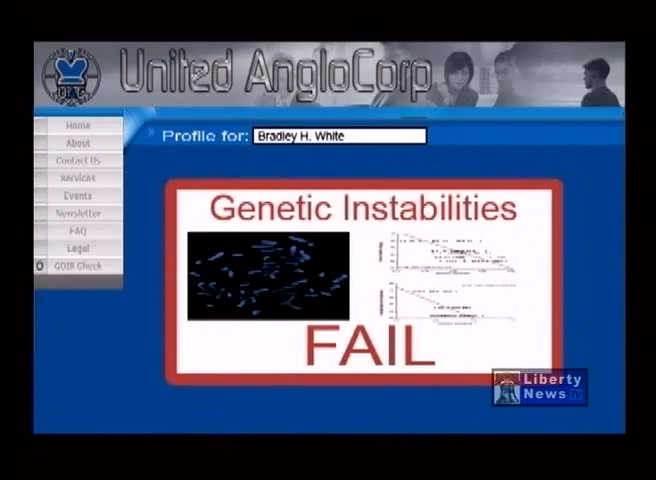 United AngloCorp
UAC
Home
About
Contact Us
Services
Events
Newsletter
FAQ
Legal
GOIR Check
Profile for: Bradley H. White
Genetic Instabilities
FAIL
Liberty
News TV